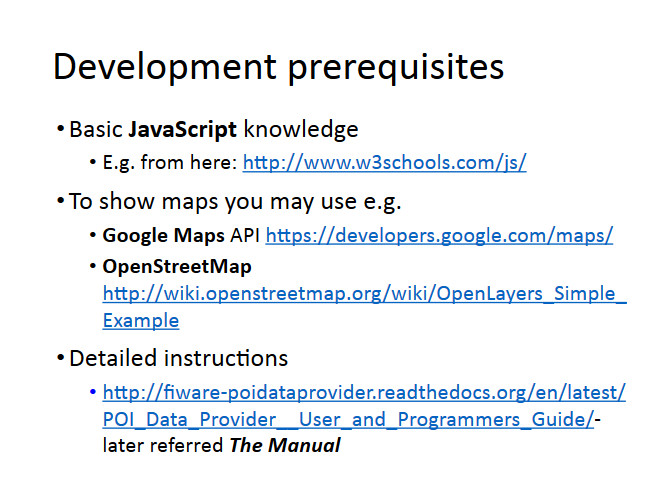 Development prerequisites
• Basic JavaScript knowledge
• E.g. from here: http://www.w3schools.com/js/
• To show maps you may use e.g.
• Google Maps API https://developers.google.com/maps/
• OpenStreetMap
http://wiki.openstreetmap.org/wiki/OpenLayers_Simple_
Example
• Detailed instructions
• http://fiware-poidataprovider.readthedocs.org/en/latest/
POI_Data_Provider__User_and_Programmers_Guide/-
later referred The Manual